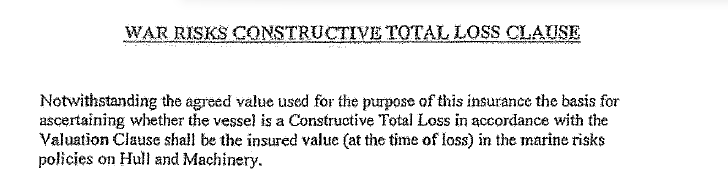 WAR RISKS CONSTRUCTIVE TOTAL LOSS CLAUSE
Notwithstanding the agreed value used for the purpose of this insurance the basis for
ascertaining whether the vessel is a Constructive Total Loss in accordance with the
Valuation Clause shall be the insured value (at the time of loss) in the marine risks
policies on Hull and Machinery.